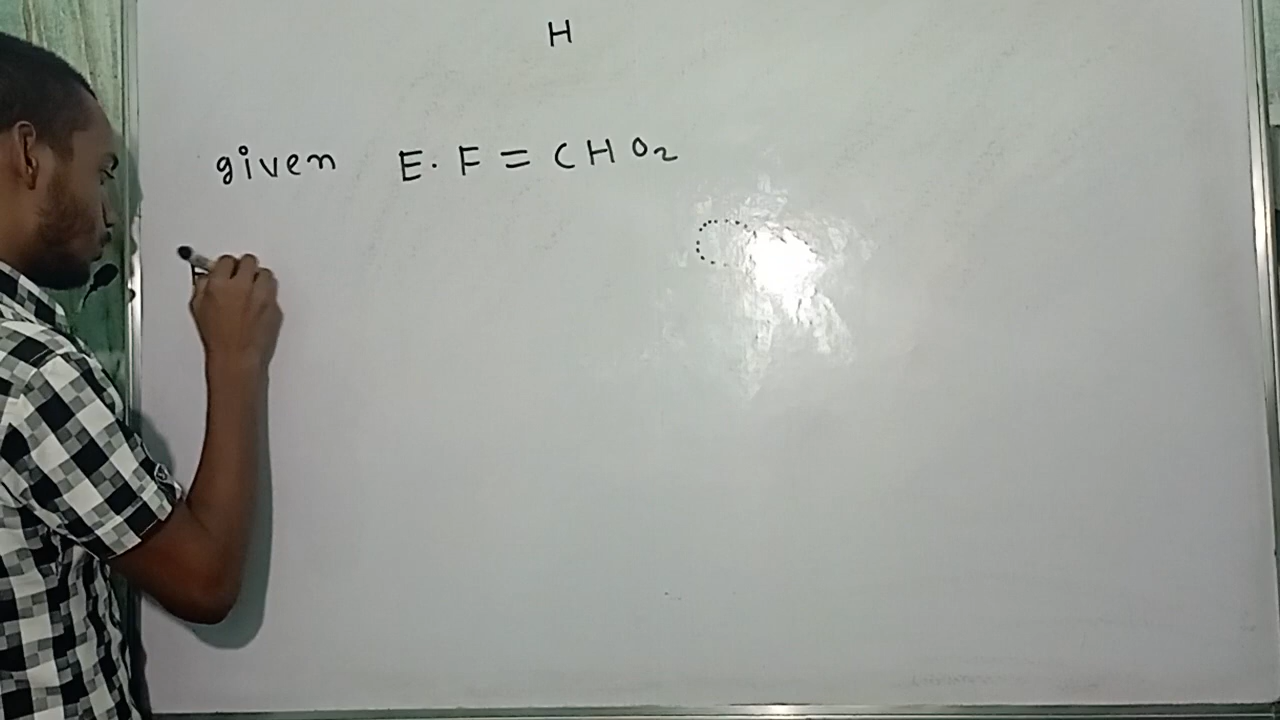 H
given E. F = CHO₂